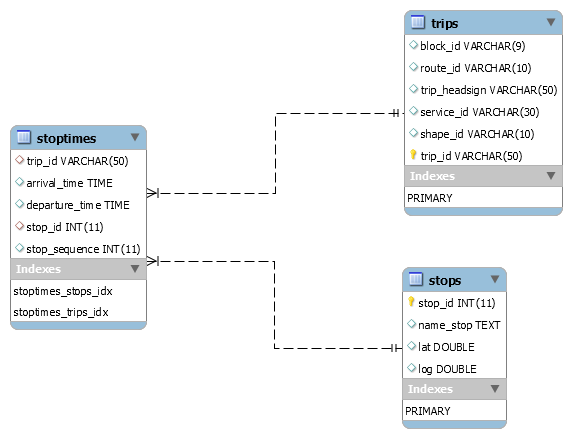 trips
block_id VARCHAR(9)
route_id VARCHAR(10)
trip_headsign VARCHAR(50)
service_id VARCHAR(30)
shape_id VARCHAR(10)
trip_id VARCHAR(50)
Indexes
PRIMARY
stoptimes
trip_id VARCHAR(50)
arrival_time TIME
departure_time TIME
stop_id INT(11)
stop_sequence INT(11)
Indexes
stoptimes_stops_idx
stoptimes_trips_idx
stops
stop_id INT(11)
name_stop TEXT
lat DOUBLE
log DOUBLE
Indexes
PRIMARY